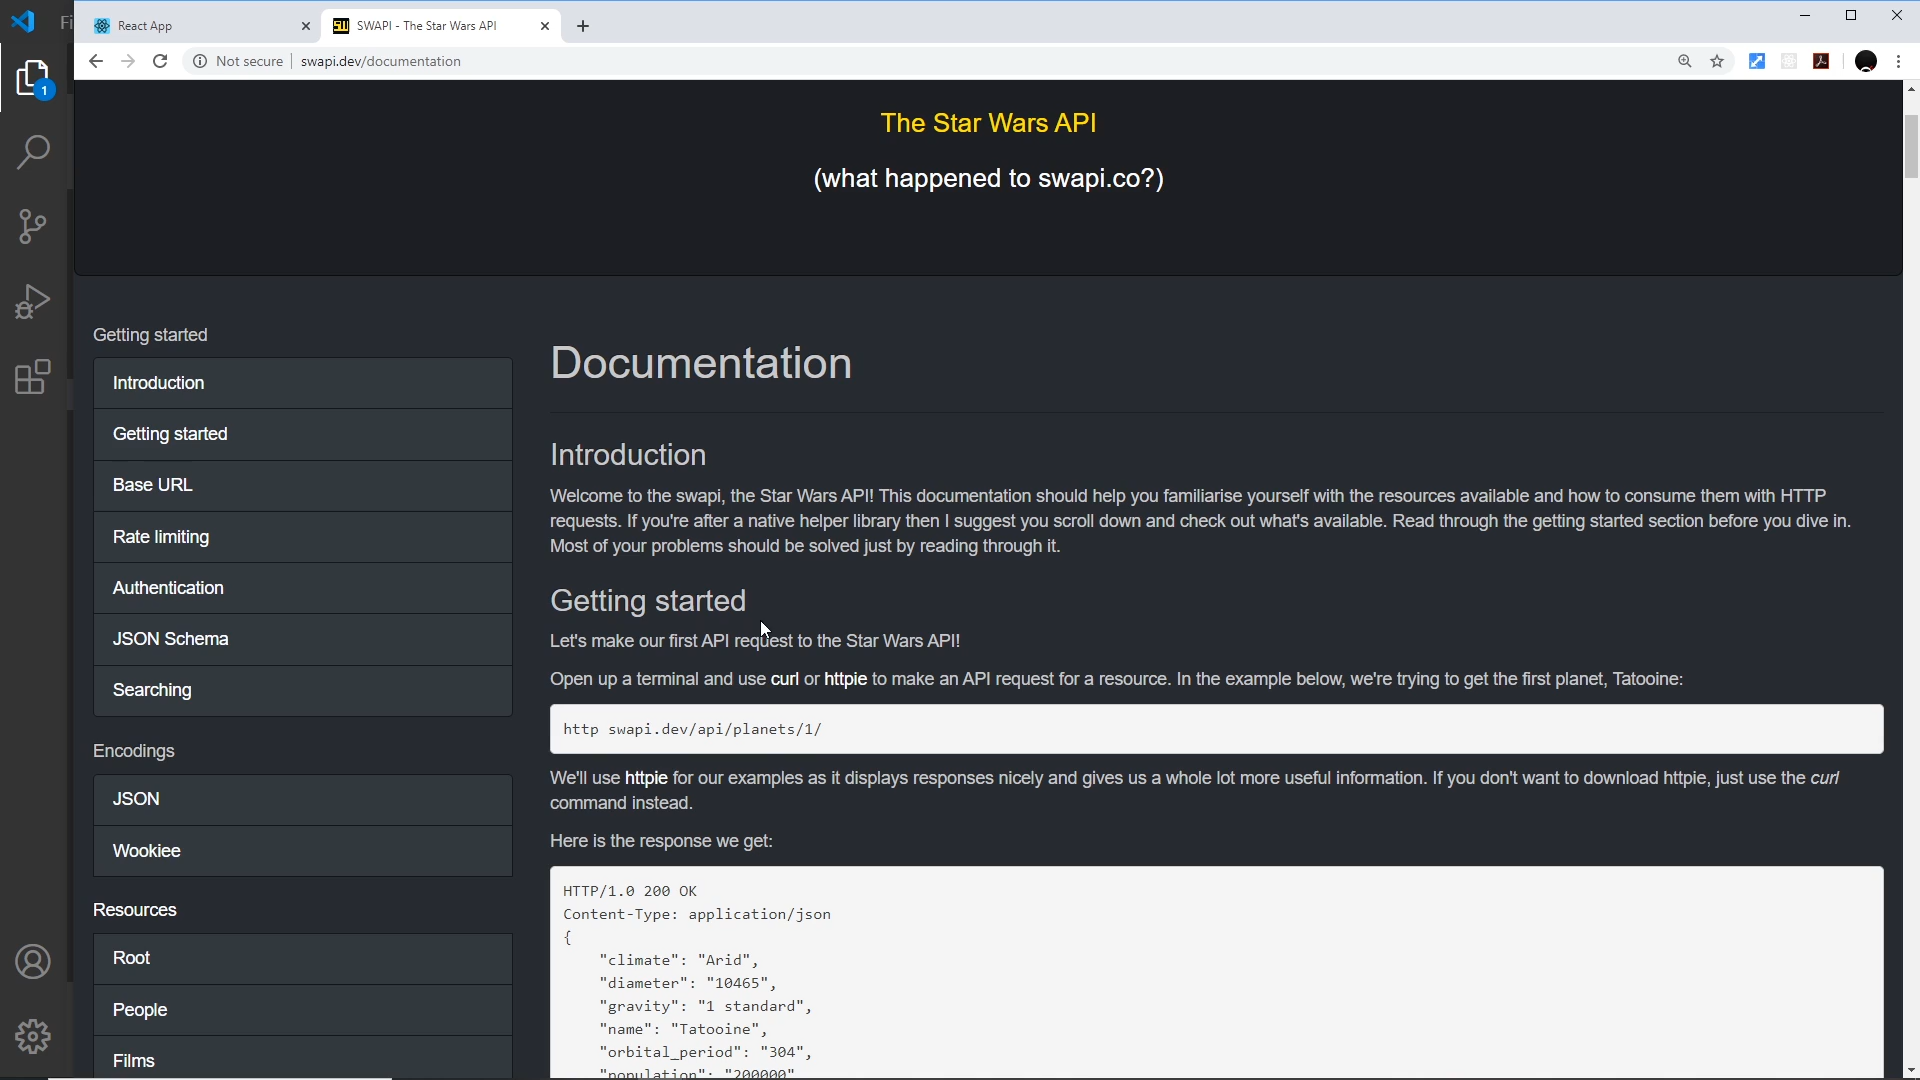 Fi
React App
SWAPI - The Star Wars API
Not secure
swapi.dev/documentation
1
The Star Wars API
(what happened to swapi.co?)
Getting started
Introduction
Getting started
Base URL
Rate limiting
Authentication
JSON Schema
Searching
Encodings
JSON
Wookiee
Resources
Root
People
Films
Documentation
Introduction
Welcome to the swapi, the Star Wars API! This documentation should help you familiarise yourself with the resources available and how to consume them with HTTP
requests. If you're after a native helper library then I suggest you scroll down and check out what's available. Read through the getting started section before you dive in.
Most of your problems should be solved just by reading through it.
Getting started
Let's make our first API request to the Star Wars API!
Open up a terminal and use curl or httpie to make an API request for a resource. In the example below, we're trying to get the first planet, Tatooine:
http swapi.dev/api/planets/1/
We'll use httpie for our examples as it displays responses nicely and gives us a whole lot more useful information. If you don't want to download httpie, just use the curl
command instead.
Here is the response we get:
HTTP/1.0 200 OK
Content-Type: application/json
{
"climate": "Arid",
"diameter": "10465",
"gravity": "1 standard",
"name": "Tatooine",
"orbital_period": "304",
"population": "200000"